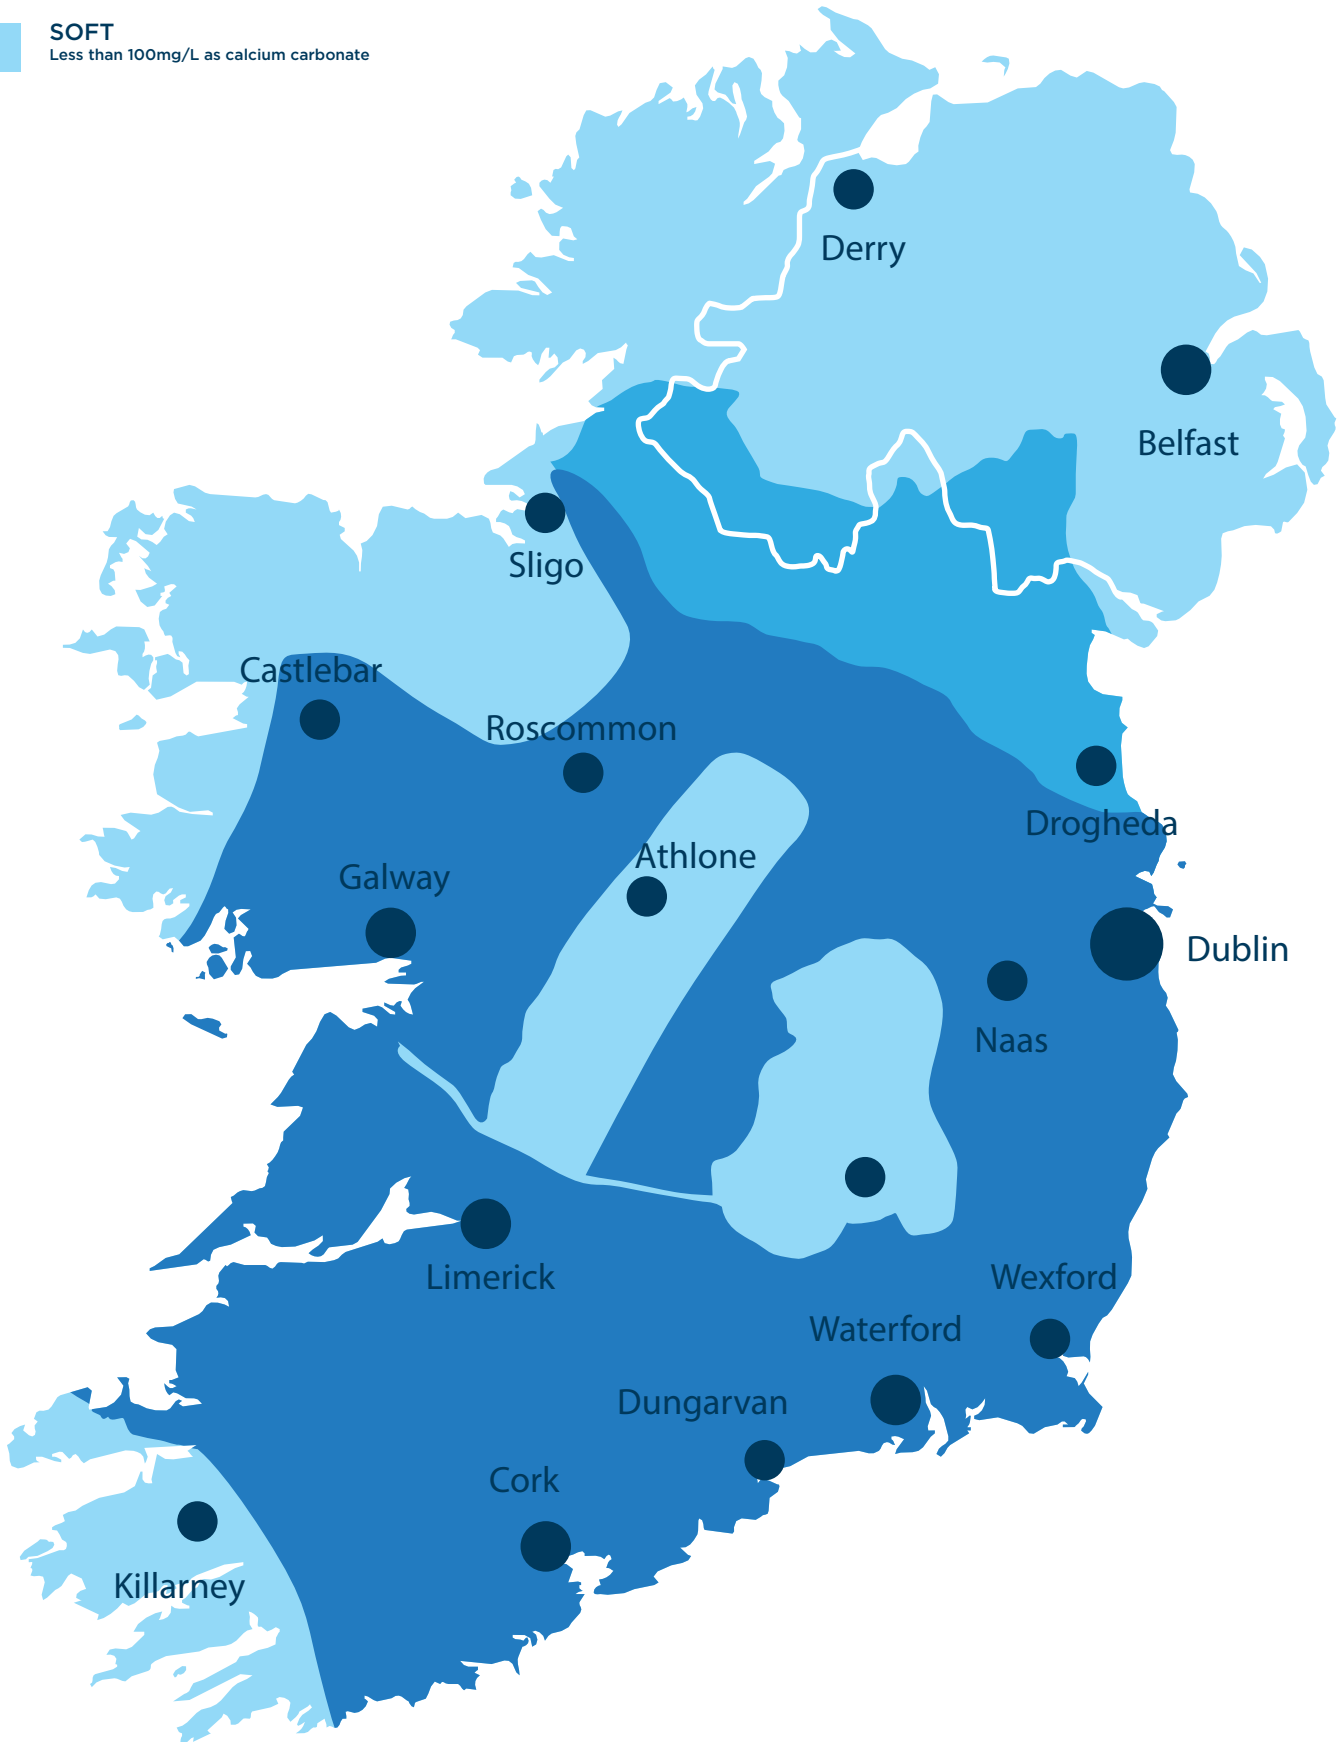 SOFT
Less than 100mg/L as calcium carbonate
Derry
Belfast
Sligo
Castlebar
Roscommon
Drogheda
Athlone
Galway
Dublin
Naas
Limerick
Wexford
Waterford
Dungarvan
Cork
Killarney